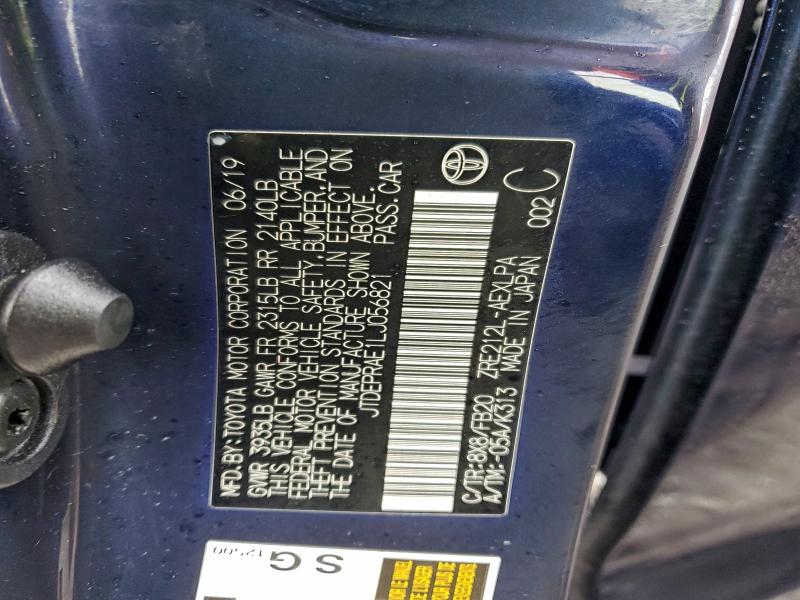 MFD.BY:TOYOTA MOTOR CORPORATION 06/19
GVWR 3935LB GAWR FR 2315LB RR 2140LB
THIS VEHICLE CONFORMS TO ALL APPLICABLE
FEDERAL MOTOR VEHICLE SAFETY,BUMPER,AND
THEFT PREVENTION STANDARDS IN EFFECT ON
THE DATE OF MANUFACTURE SHOWN ABOVE.
JTDEPRAE1LJ056821 PASS.CAR
C/TR:8X8/FB20 ZRE212L-AEXLPA
A/TM:-05A/K313 MADE IN JAPAN 002 C
S G